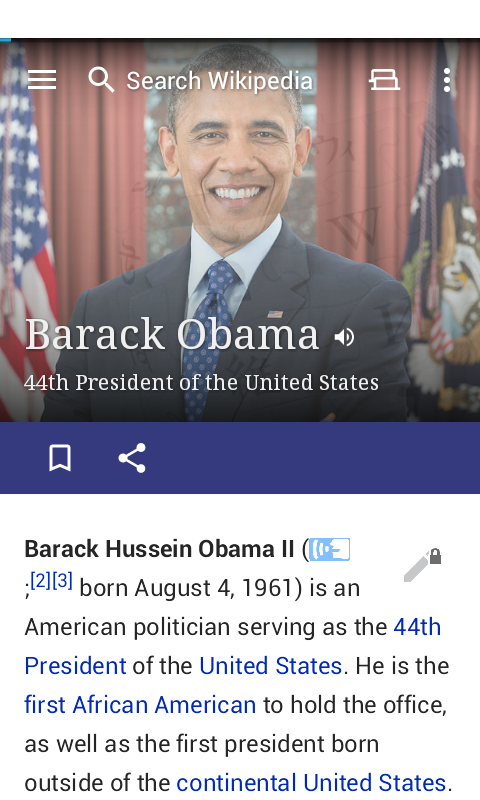 Search Wikipedia
Barack Obama
44th President of the United States
Barack Hussein Obama II (
;[2][3] born August 4, 1961) is an
American politician serving as the 44th
President of the United States. He is the
first African American to hold the office,
as well as the first president born
outside of the continental United States.